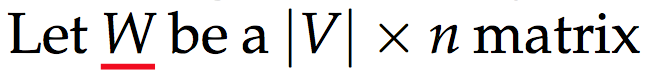 Let W be a |V| × n matrix